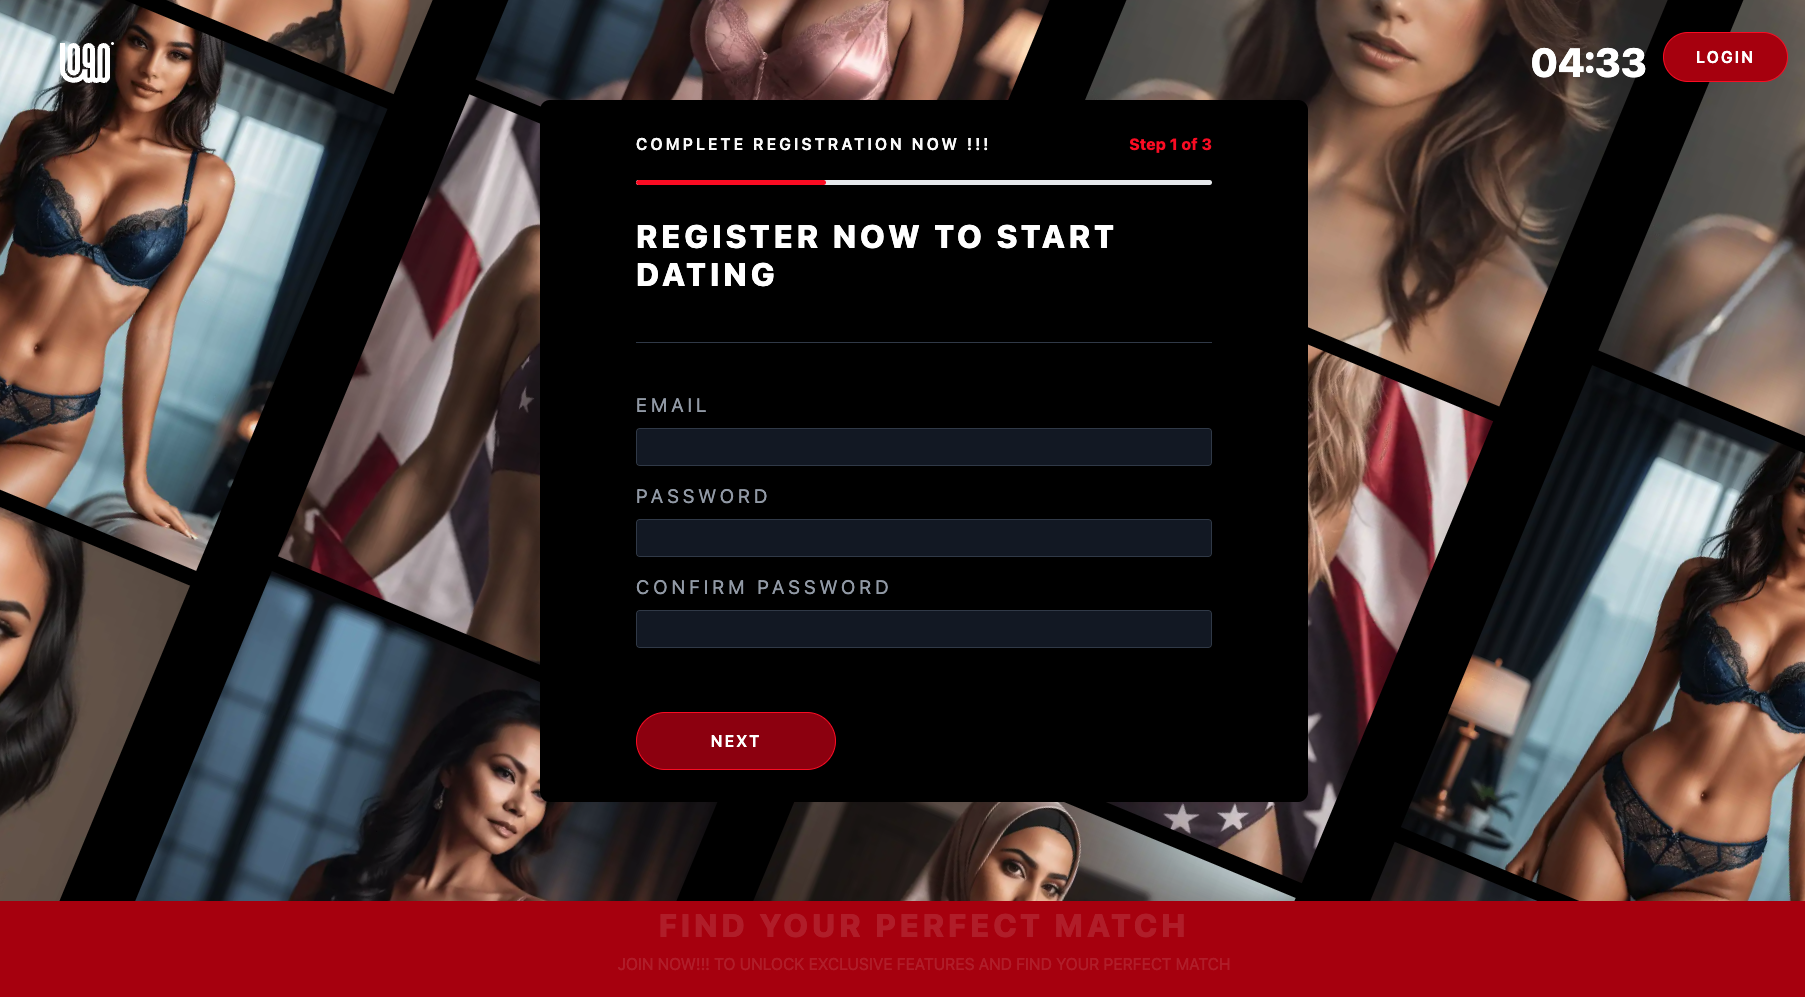 04:33
LOGIN
COMPLETE REGISTRATION NOW !!!
Step 1 of 3
REGISTER NOW TO START
DATING
EMAIL
PASSWORD
CONFIRM PASSWORD
NEXT
FIND YOUR PERFECT MATCH
JOIN NOW!!! TO UNLOCK EXCLUSIVE FEATURES AND FIND YOUR PERFECT MATCH